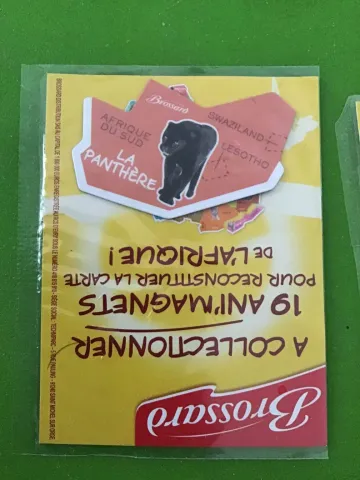 Brossard
A COLLECTIONNER
19 ANI'MAGNETS
POUR RECONSTITUER LA CARTE
DE L'AFRIQUE !
Brossard
AFRIQUE
DU SUD
SWAZILAND
LESOTHO
LA
PANTHÈRE